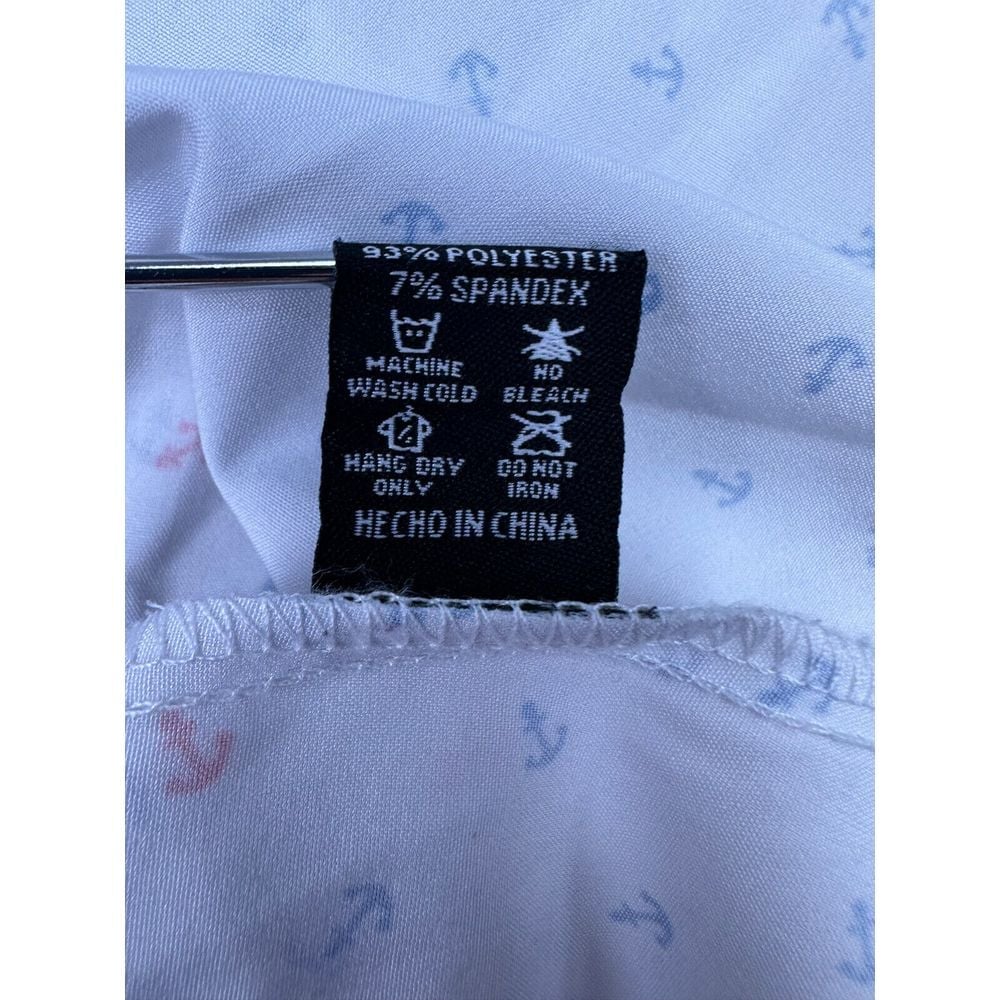 93% POLYESTER
7% SPANDEX
MACHINE
WASH COLD
NO
BLEACH
HANG DRY
ONLY
DO NOT
IRON
HECHO IN CHINA